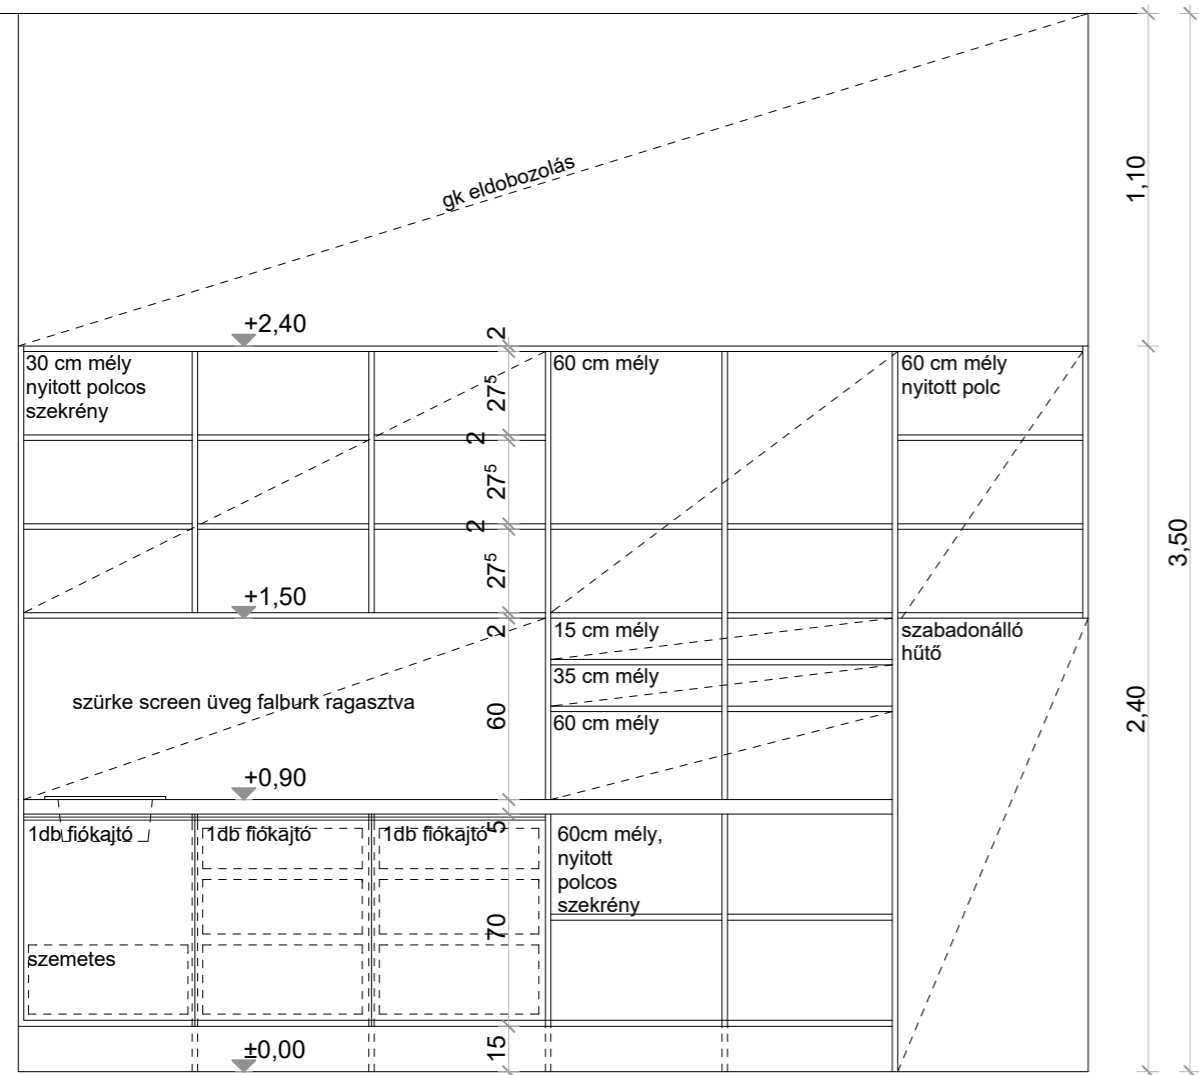 gk eldobozolás
1,10
+2,40
2
30 cm mély
nyitott polcos
szekrény
60 cm mély
60 cm mély
nyitott polc
27⁵
2
27⁵
2
27⁵
3,50
+1,50
2
15 cm mély
szabadonálló
hűtő
35 cm mély
szürke screen üveg falburk ragasztva
60
60 cm mély
2,40
+0,90
1db fiókajtó
1db fiókajtó
1db fiókajtó
5
60cm mély,
nyitott
polcos
szekrény
70
szemetes
±0,00
15